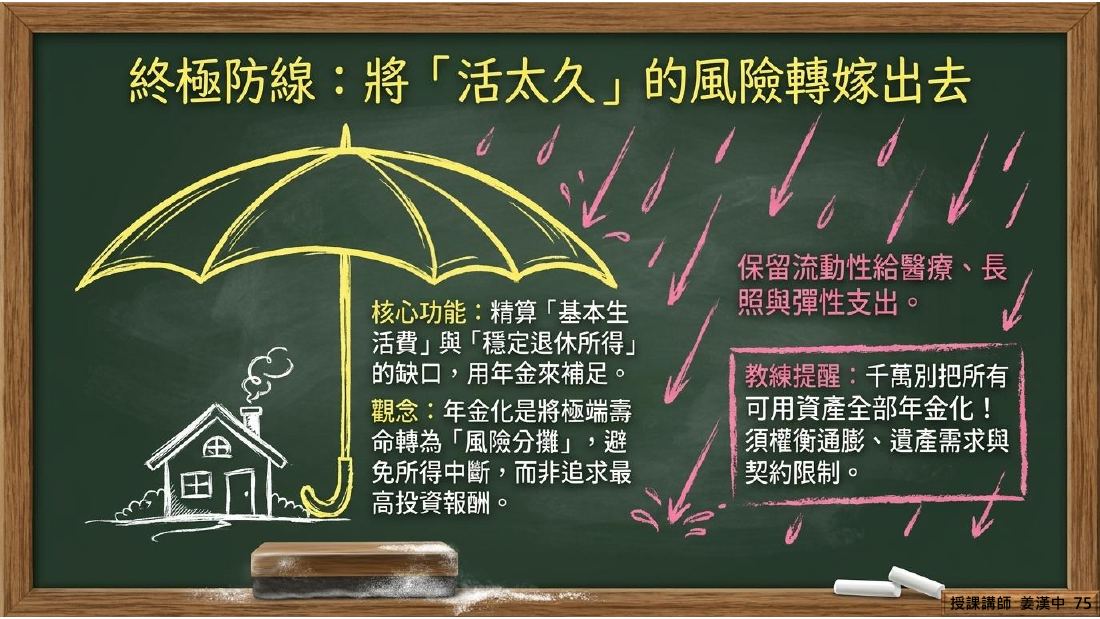 終極防線：將「活太久」的風險轉嫁出去
核心功能：精算「基本生
活費」與「穩定退休所得」
的缺口，用年金來補足。
觀念：年金化是將極端壽
命轉為「風險分攤」，避
免所得中斷，而非追求最
高投資報酬。
保留流動性給醫療、長
照與彈性支出。
教練提醒：千萬別把所有
可用資產全部年金化！
須權衡通膨、遺產需求與
契約限制。
授課講師 姜漢中 75